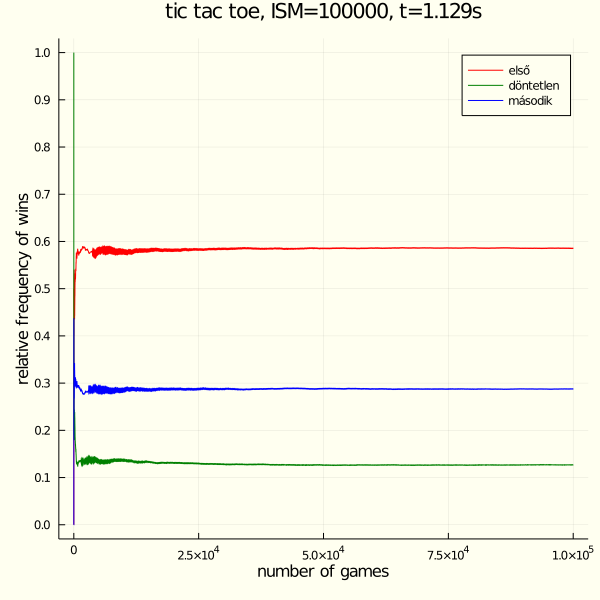 tic tac toe, ISM=100000, t=1.129s
első
döntetlen
második
relative frequency of wins
1.0
0.9
0.8
0.7
0.6
0.5
0.4
0.3
0.2
0.1
0.0
0 2.5×10⁴ 5.0×10⁴ 7.5×10⁴ 1.0×10⁵
number of games